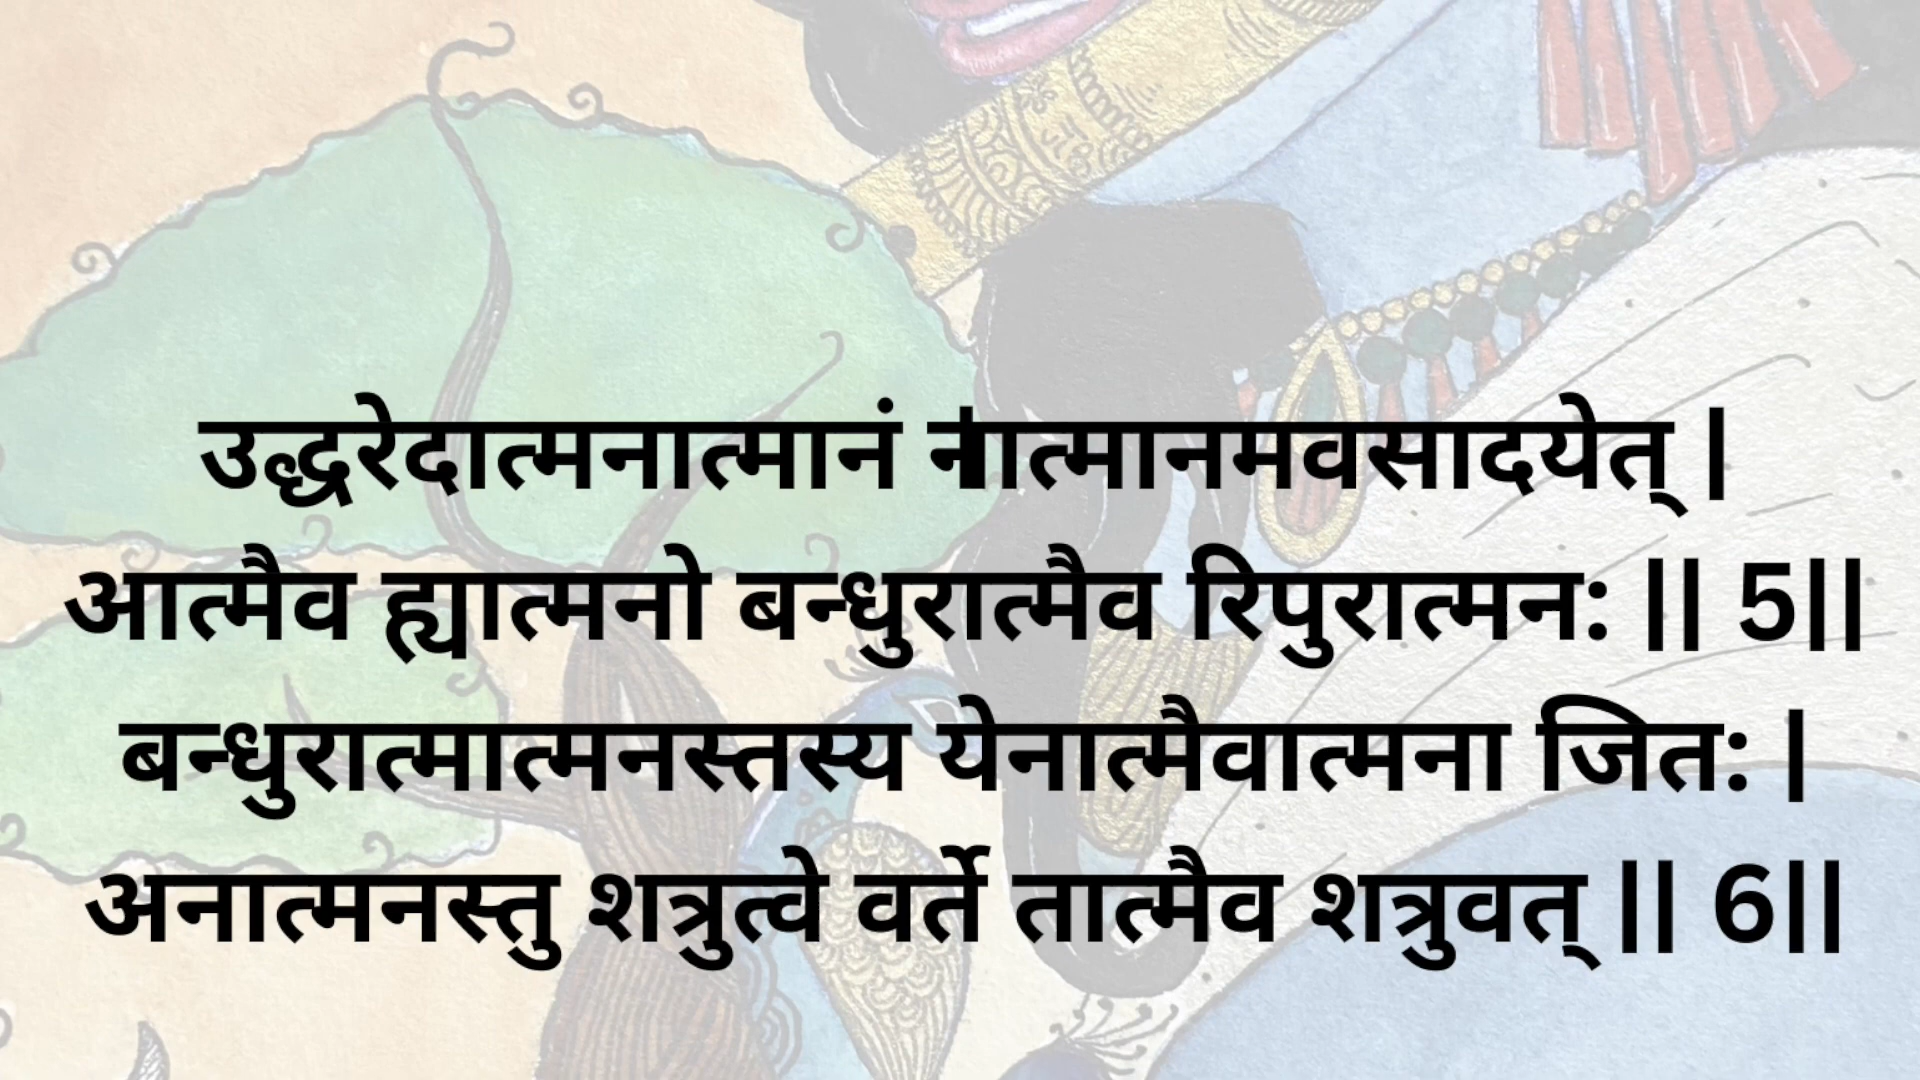 उद्धरेदात्मनात्मानं नात्मानमवसादयेत् |
आत्मैव ह्यात्मनो बन्धुरात्मैव रिपुरात्मन: || 5||
बन्धुरात्मात्मनस्तस्य येनात्मैवात्मना जित: |
अनात्मनस्तु शत्रुत्वे वर्ते तात्मैव शत्रुवत् || 6||